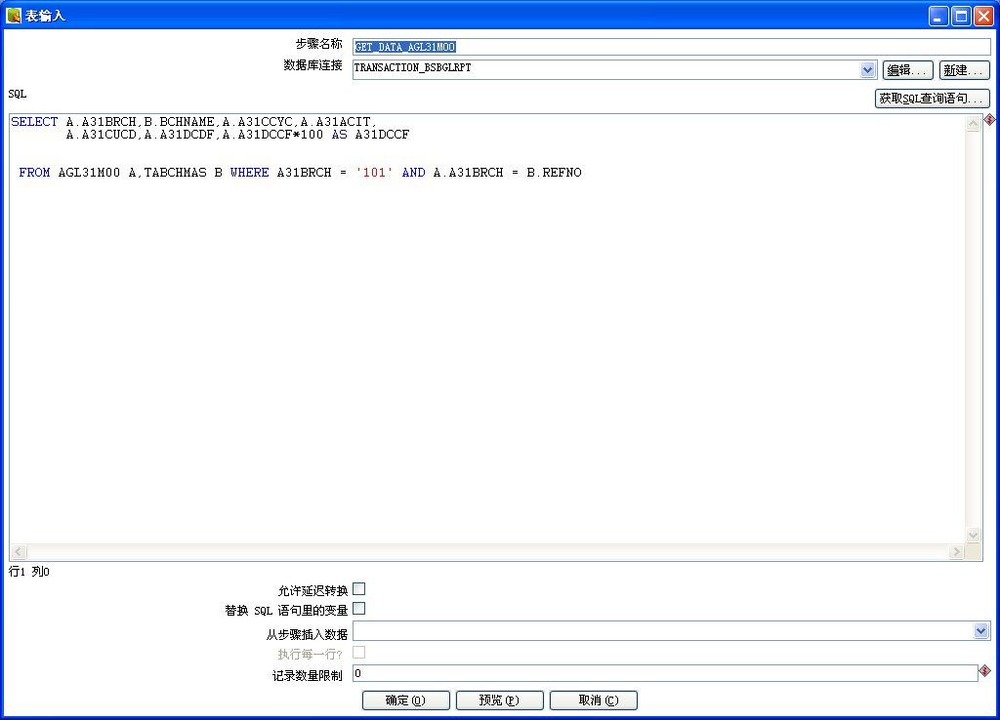 表输入
步骤名称 GET_DATA_AGL31M00
数据库连接 TRANSACTION_BSBGLRPT 编辑... 新建...
SQL 获取SQL查询语句...
SELECT A.A31BRCH,B.BCHNAME,A.A31CCYC,A.A31ACIT,
A.A31CUCD,A.A31DCDF,A.A31DCCF*100 AS A31DCCF
FROM AGL31M00 A,TABCHMAS B WHERE A31BRCH = '101' AND A.A31BRCH = B.REFNO
行1 列0
允许延迟转换
替换 SQL 语句里的变量
从步骤插入数据
执行每一行?
记录数量限制 0
确定(O) 预览(P) 取消(C)